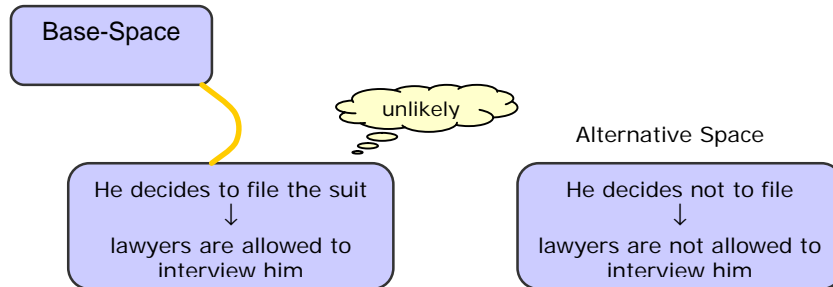 Base-Space
unlikely
Alternative Space
He decides to file the suit
↓
lawyers are allowed to
interview him
He decides not to file
↓
lawyers are not allowed to
interview him